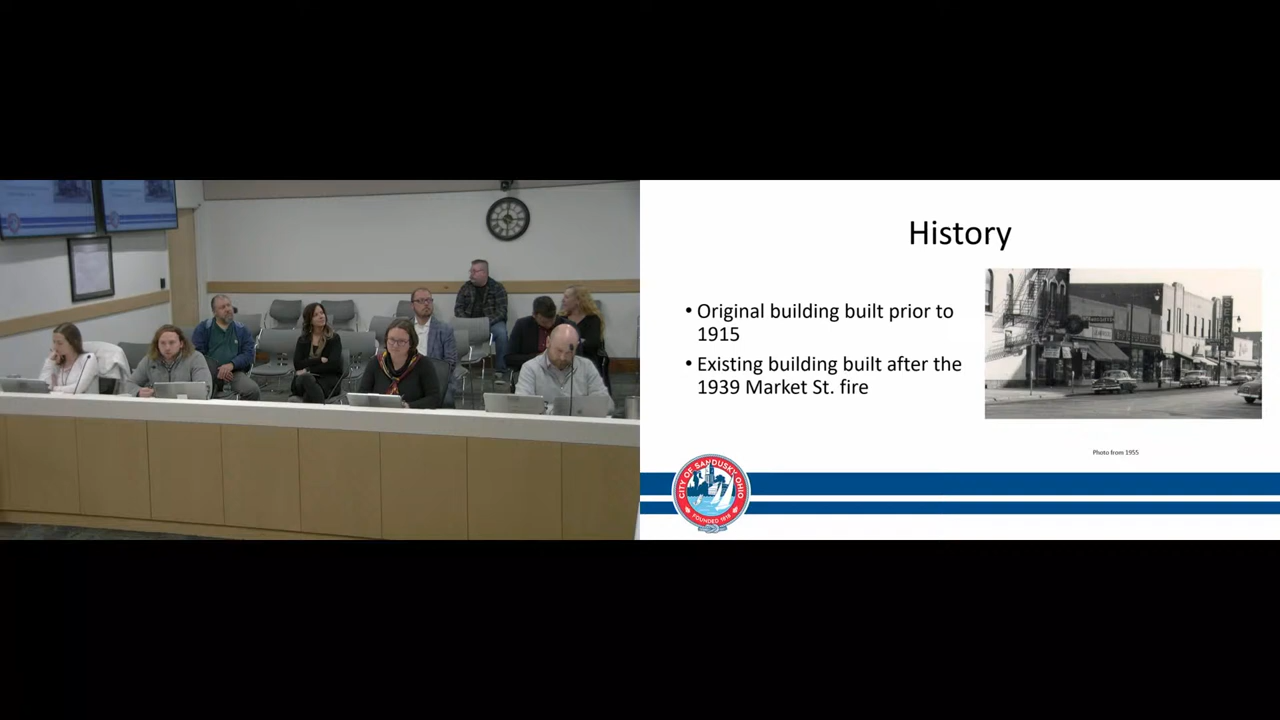 History
• Original building built prior to
1915
• Existing building built after the
1939 Market St. fire
Photo from 1955
CITY OF SANDUSKY, OHIO
FOUNDED 1818